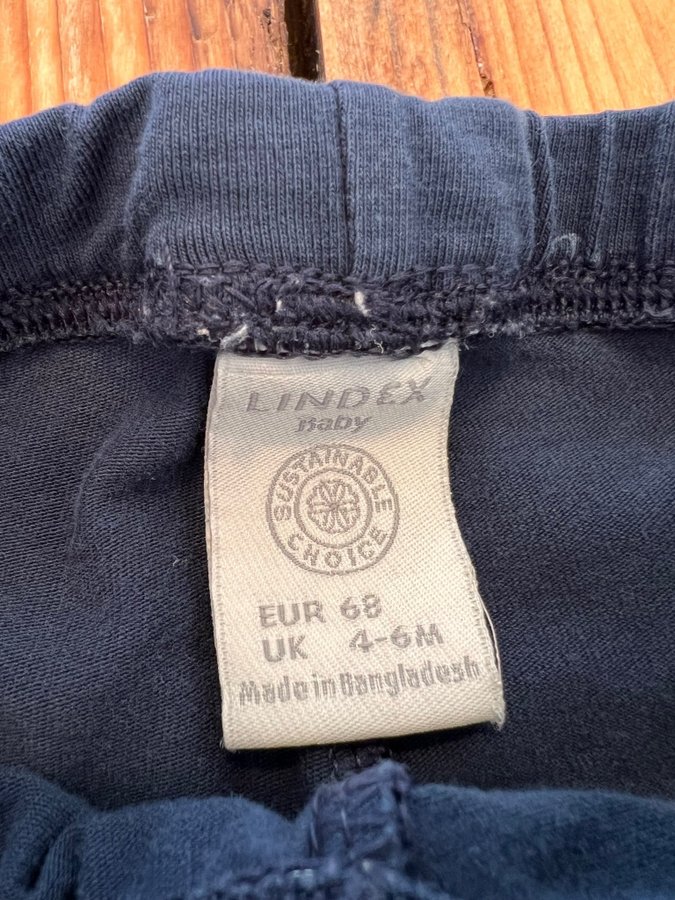 LINDEX
Baby
SUSTAINABLE
CHOICE
EUR 68
UK 4-6M
Made in Bangladesh